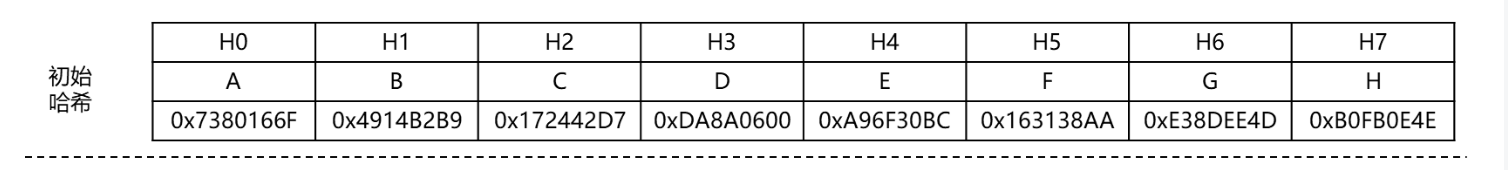 初始
哈希
H0 H1 H2 H3 H4 H5 H6 H7
A B C D E F G H
0x7380166F 0x4914B2B9 0x172442D7 0xDA8A0600 0xA96F30BC 0x163138AA 0xE38DEE4D 0xB0FB0E4E